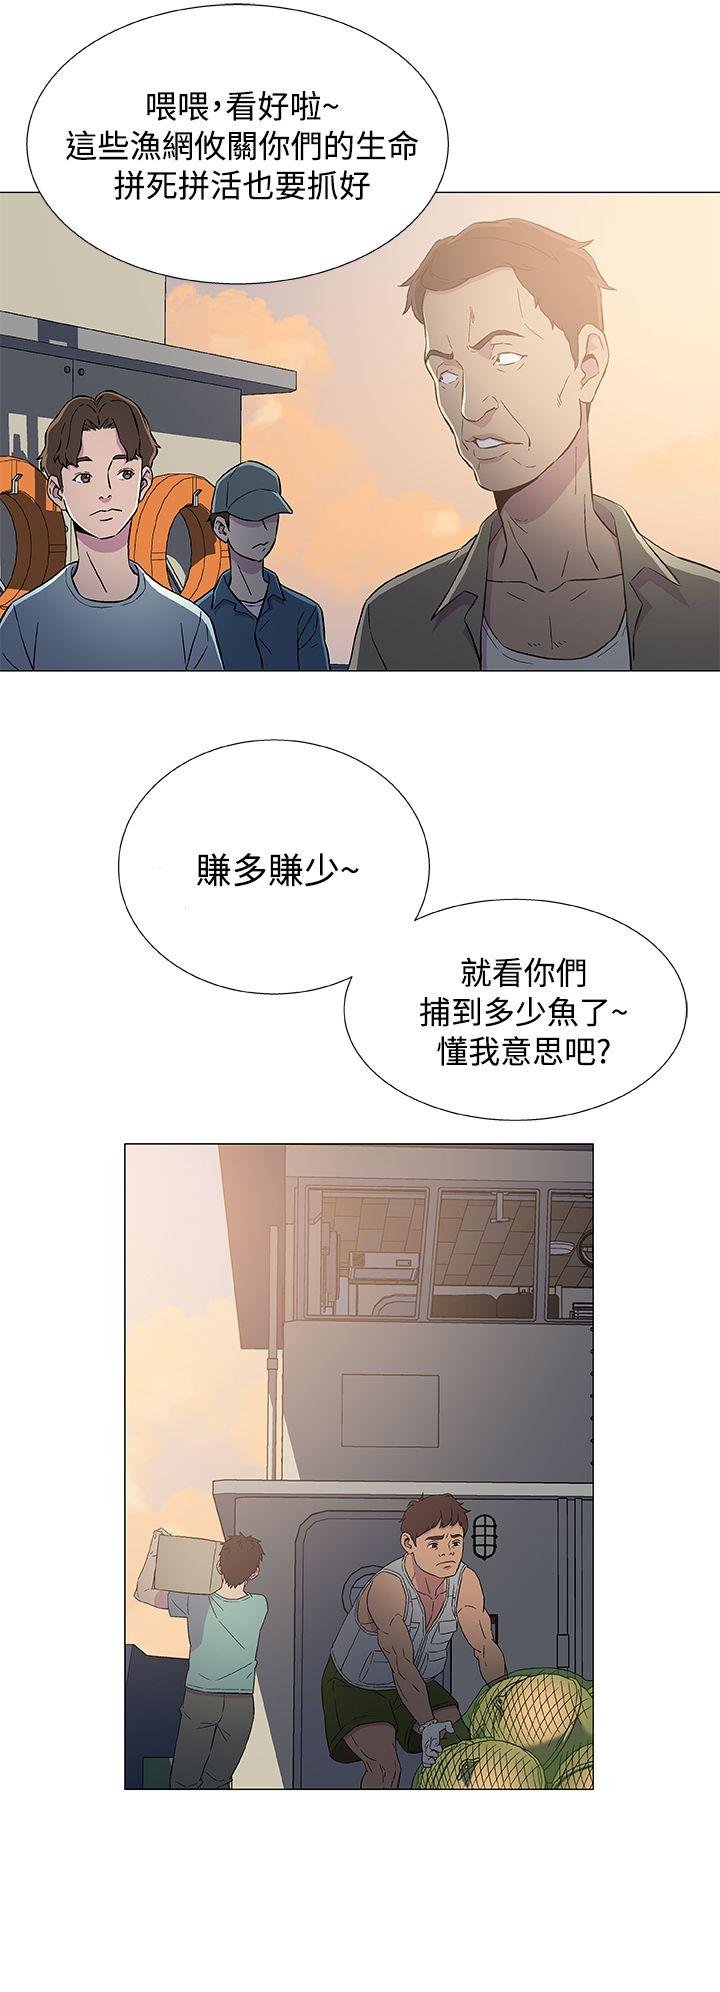 喂喂，看好啦~
這些漁網攸關你們的生命
拼死拼活也要抓好
賺多賺少~
就看你們
捕到多少魚了~
懂我意思吧?